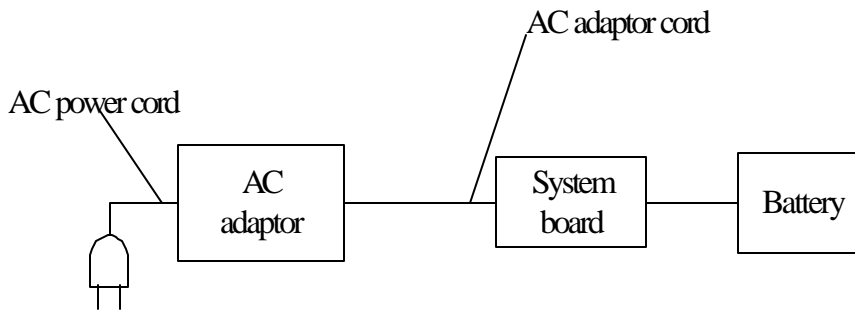 AC adaptor cord
AC power cord
AC
adaptor
System
board
Battery